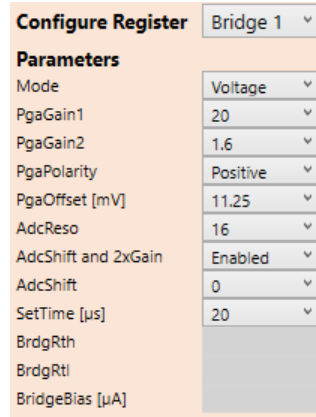 Configure Register Bridge 1
Parameters
Mode Voltage
PgaGain1 20
PgaGain2 1.6
PgaPolarity Positive
PgaOffset [mV] 11.25
AdcReso 16
AdcShift and 2xGain Enabled
AdcShift 0
SetTime [µs] 20
BrdgRth
BrdgRtl
BridgeBias [µA]